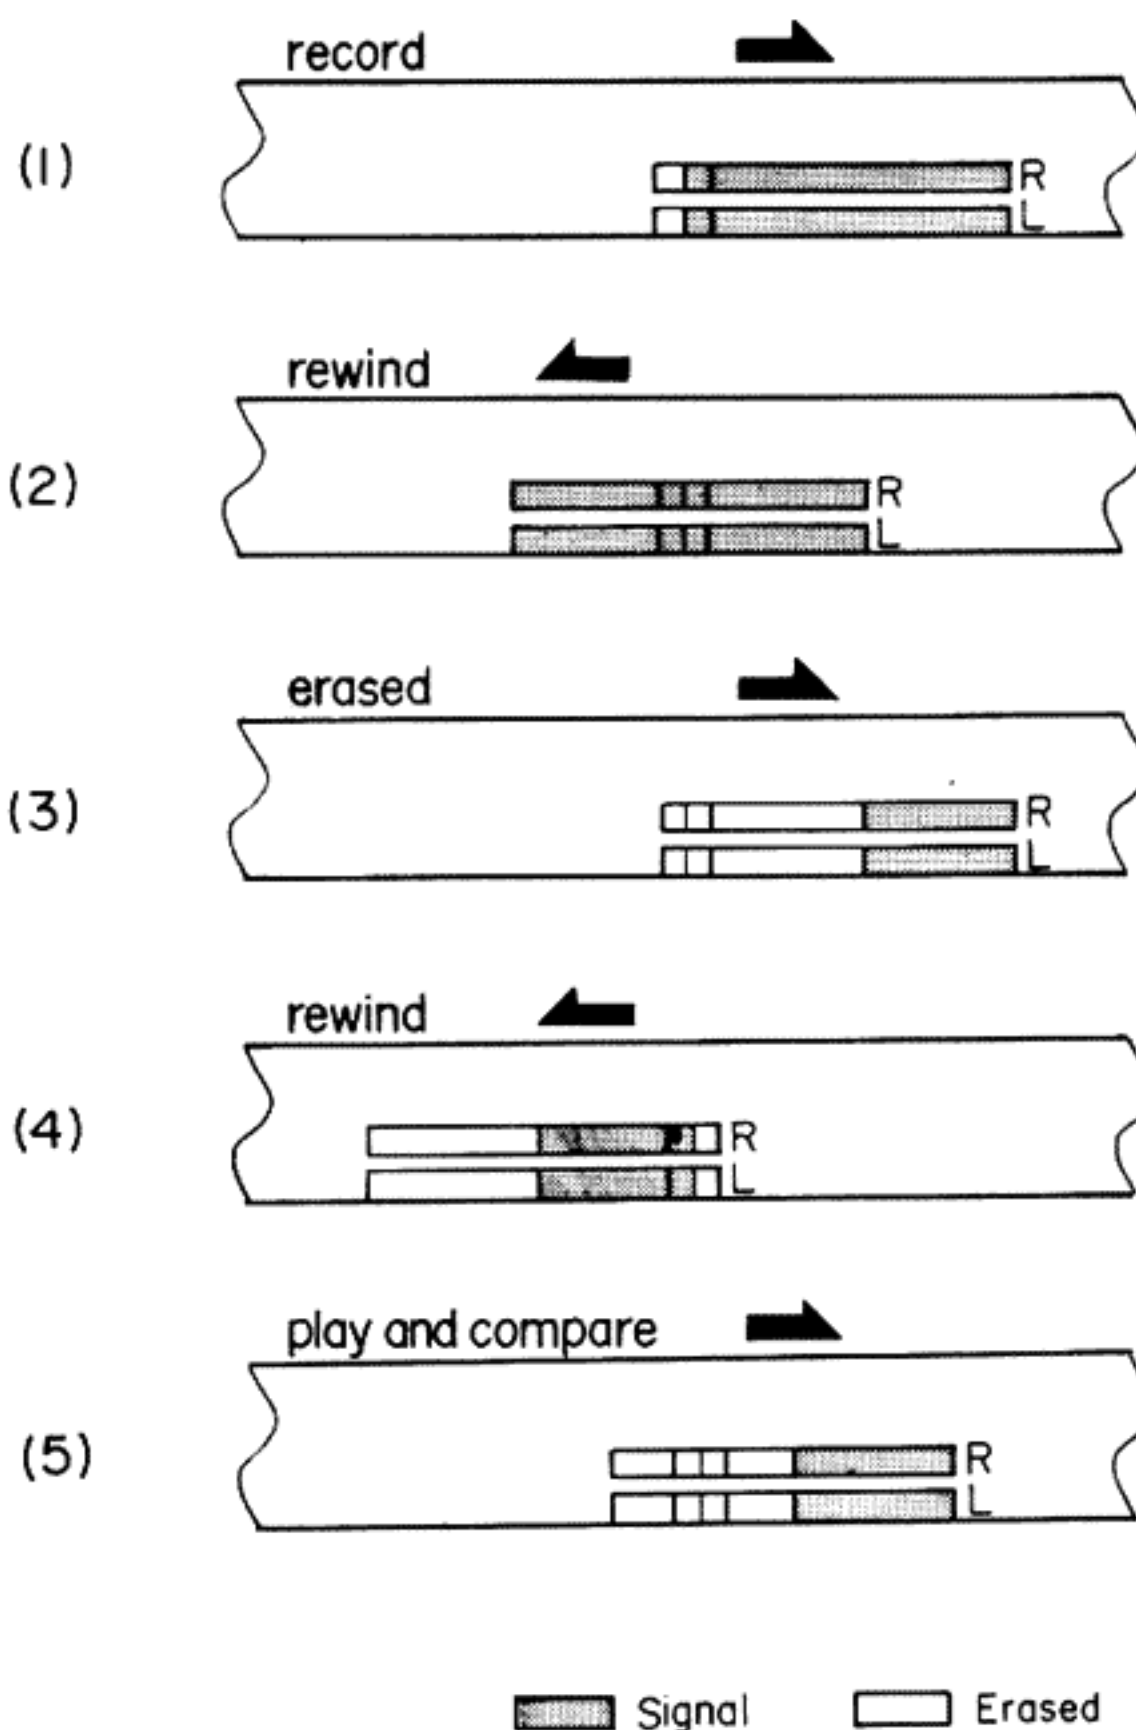 record
(1)
R
L
rewind
(2)
R
L
erased
(3)
R
L
rewind
(4)
R
L
play and compare
(5)
R
L
Signal Erased